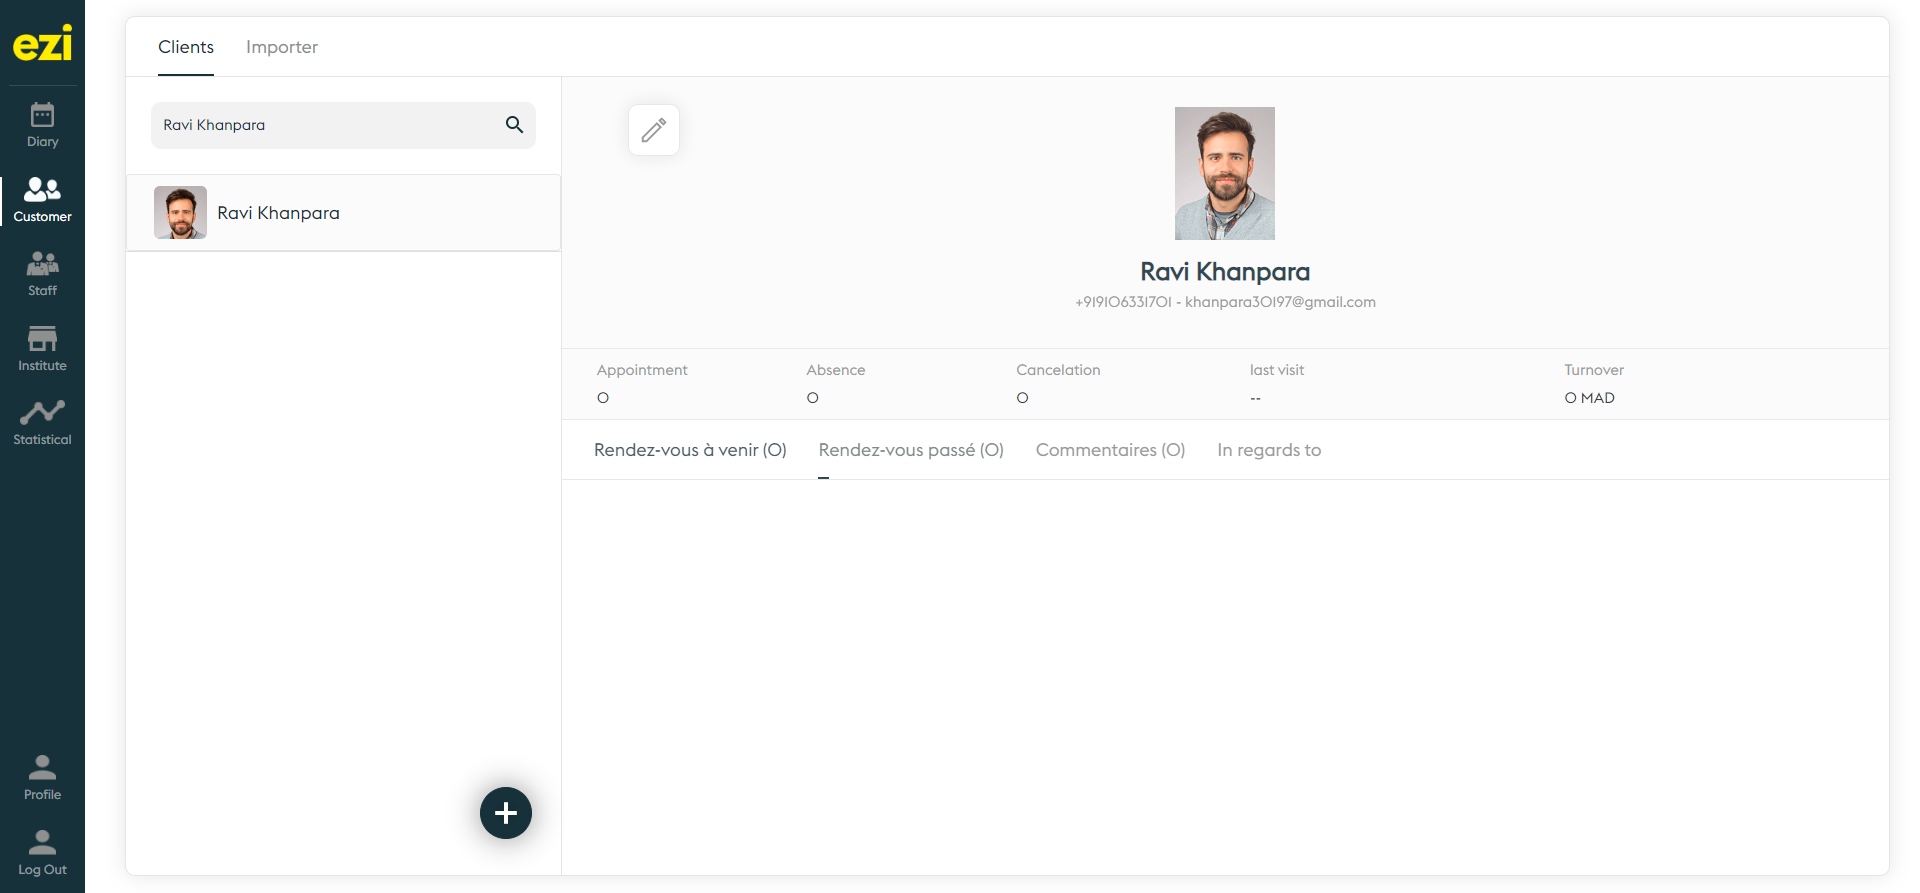 ezi
Diary
Customer
Staff
Institute
Statistical
Profile
Log Out
Clients Importer
Ravi Khanpara
Ravi Khanpara
Ravi Khanpara
+919106331701 - khanpara30197@gmail.com
Appointment Absence Cancelation last visit Turnover
0 0 0 -- 0 MAD
Rendez-vous à venir (0) Rendez-vous passé (0) Commentaires (0) In regards to